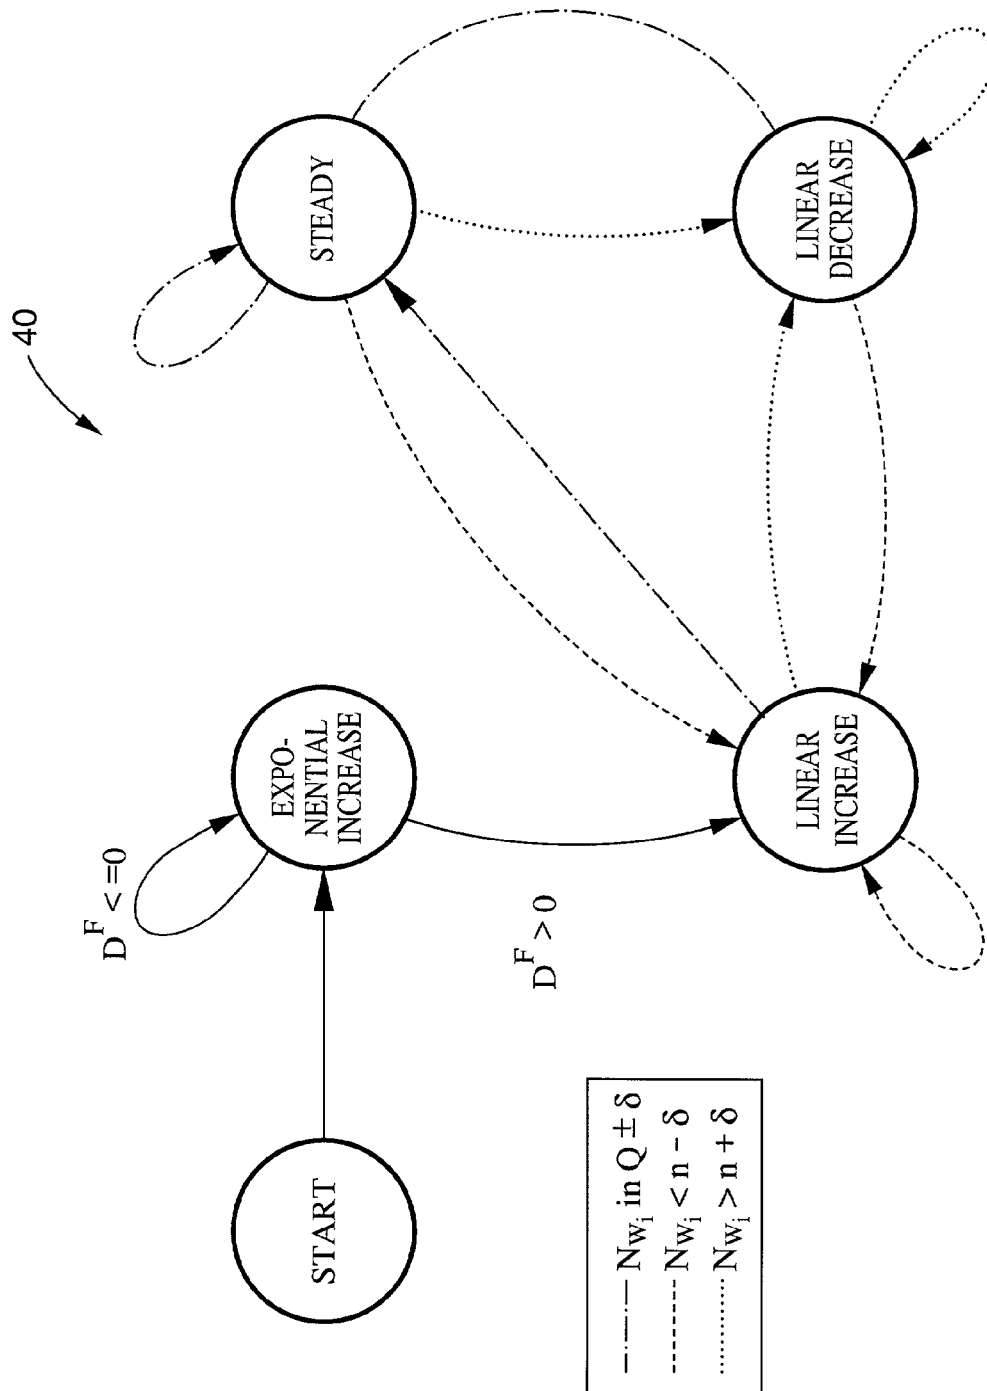 40
START
D^F <=0
EXPO-
NENTIAL
INCREASE
STEADY
D^F > 0
LINEAR
INCREASE
LINEAR
DECREASE
N_{W_i} in Q ± δ
N_{W_i} < n − δ
N_{W_i} > n + δ